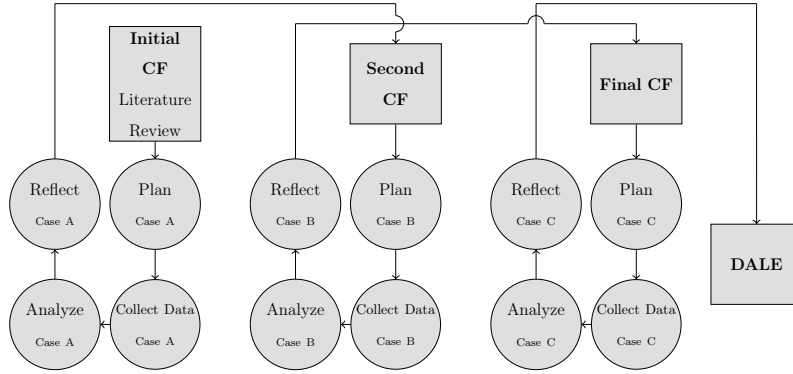 Initial
CF
Literature
Review
Second
CF
Final CF
Reflect
Case A
Plan
Case A
Reflect
Case B
Plan
Case B
Reflect
Case C
Plan
Case C
DALE
Analyze
Case A
Collect Data
Case A
Analyze
Case B
Collect Data
Case B
Analyze
Case C
Collect Data
Case C